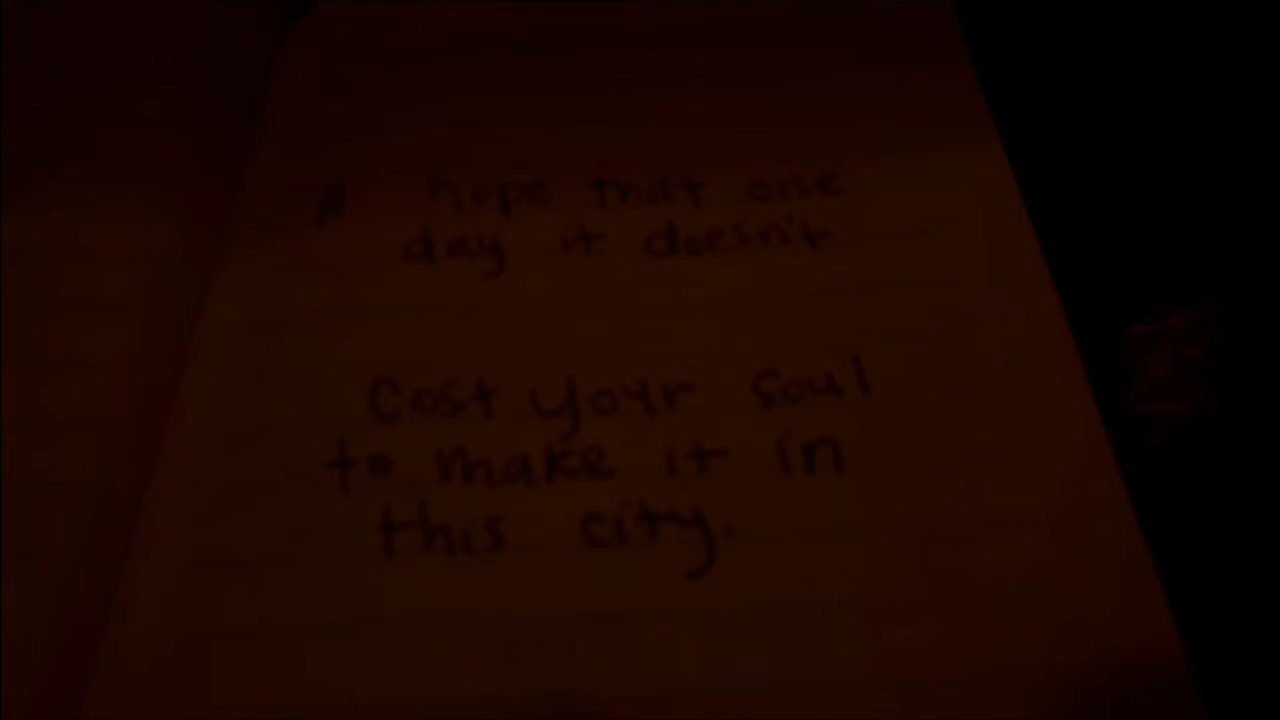 hope that one
day it doesn't
Cost your soul
to make it in
this city.